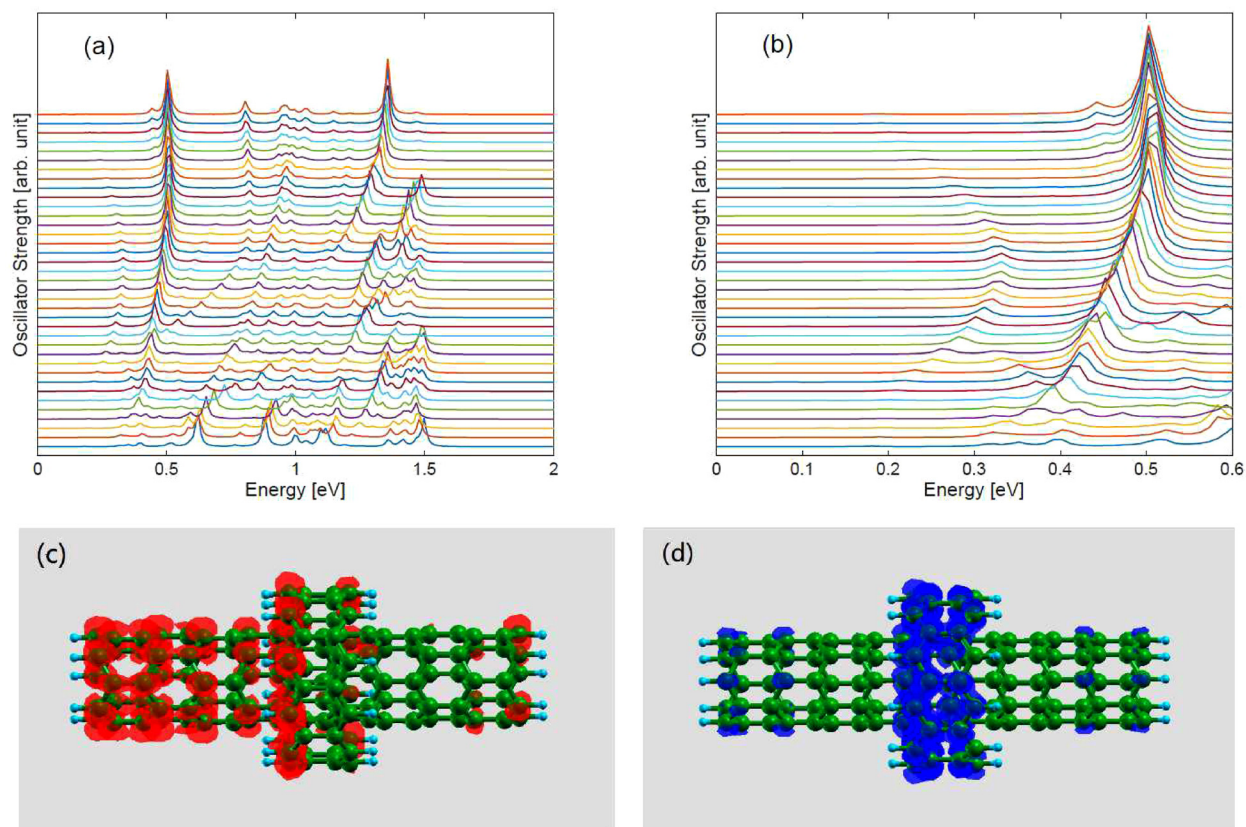 (a)
Oscillator Strength [arb. unit]
0
0.5
1
1.5
2
Energy [eV]
(b)
Oscillator Strength [arb. unit]
0
0.1
0.2
0.3
0.4
0.5
0.6
Energy [eV]
(c)
(d)